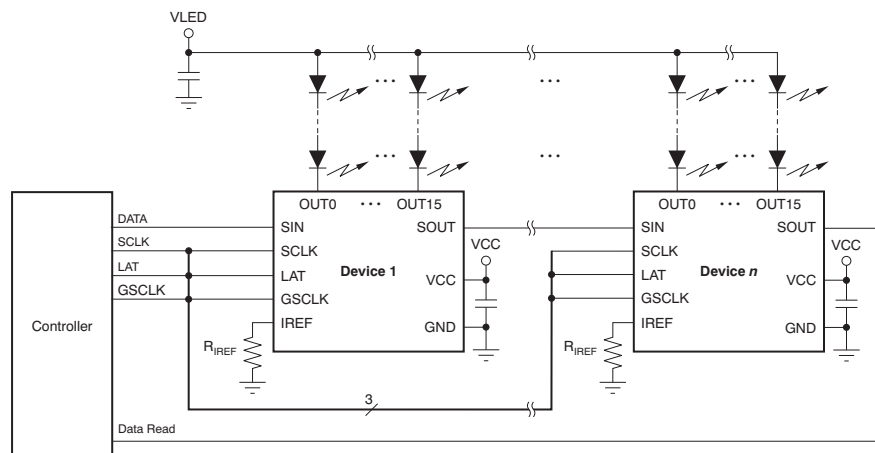 VLED
... ... ...
... ... ...
OUT0 ... OUT15
OUT0 ... OUT15
DATA
SIN
SOUT
SIN
SOUT
SCLK
SCLK
VCC
SCLK
VCC
LAT
LAT
Device 1
VCC
LAT
Device n
VCC
GSCLK
GSCLK
GSCLK
Controller
IREF
GND
IREF
GND
RIREF
RIREF
3
Data Read